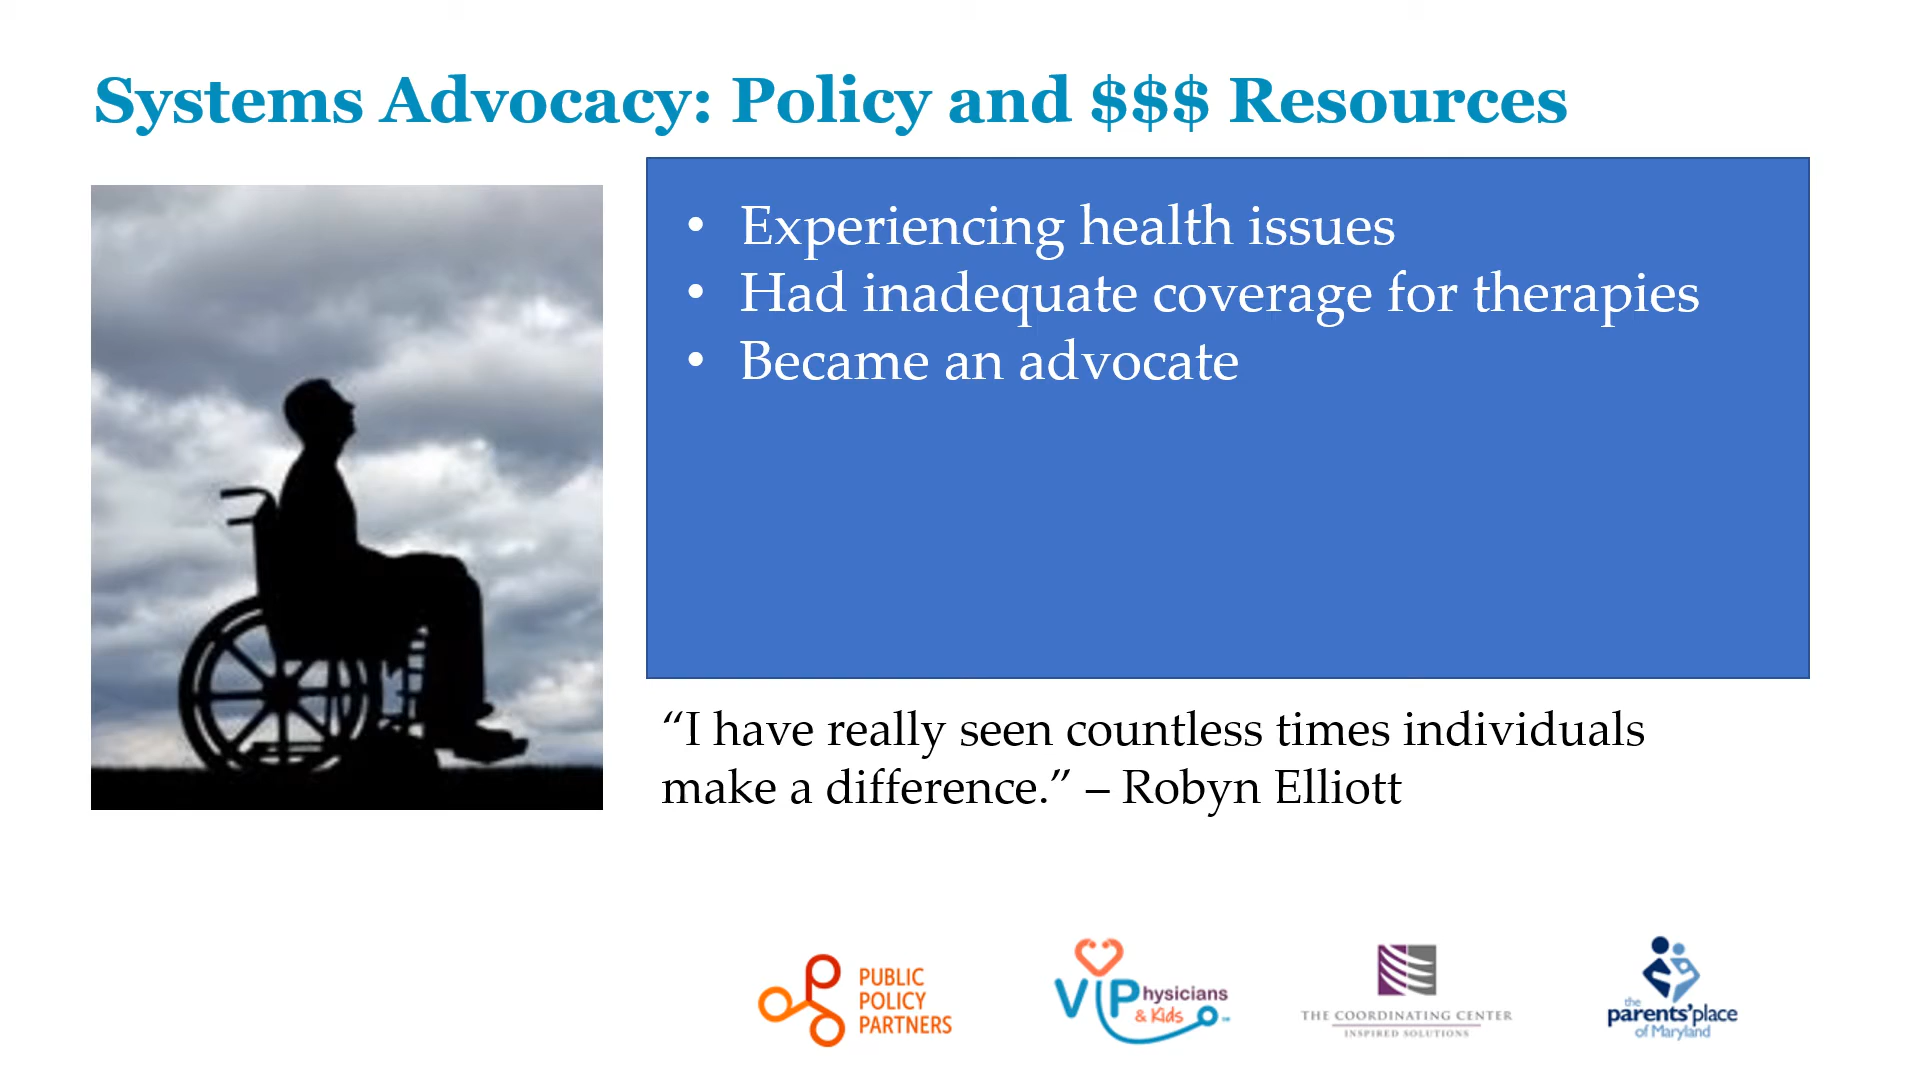 Systems Advocacy: Policy and $$$ Resources
• Experiencing health issues
• Had inadequate coverage for therapies
• Became an advocate
“I have really seen countless times individuals
make a difference.” – Robyn Elliott
PUBLIC
POLICY
PARTNERS
VIPhysicians
& Kids
THE COORDINATING CENTER
INSPIRED SOLUTIONS
the
parents’place
of Maryland